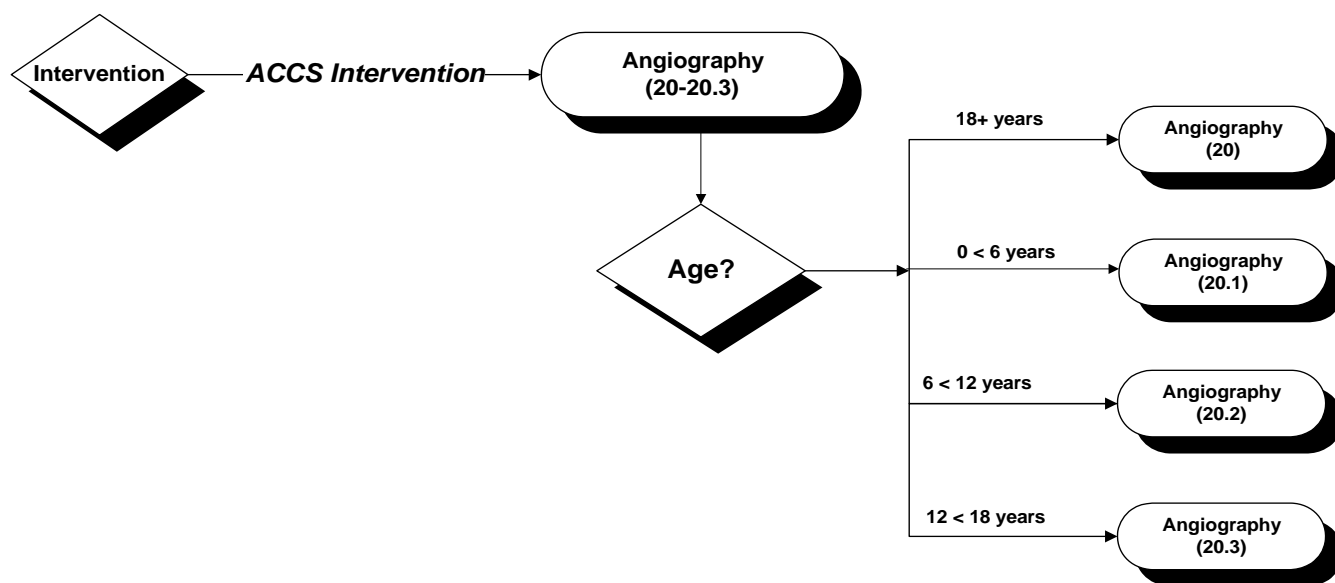 Intervention
ACCS Intervention
Angiography
(20-20.3)
Age?
18+ years
Angiography
(20)
0 < 6 years
Angiography
(20.1)
6 < 12 years
Angiography
(20.2)
12 < 18 years
Angiography
(20.3)